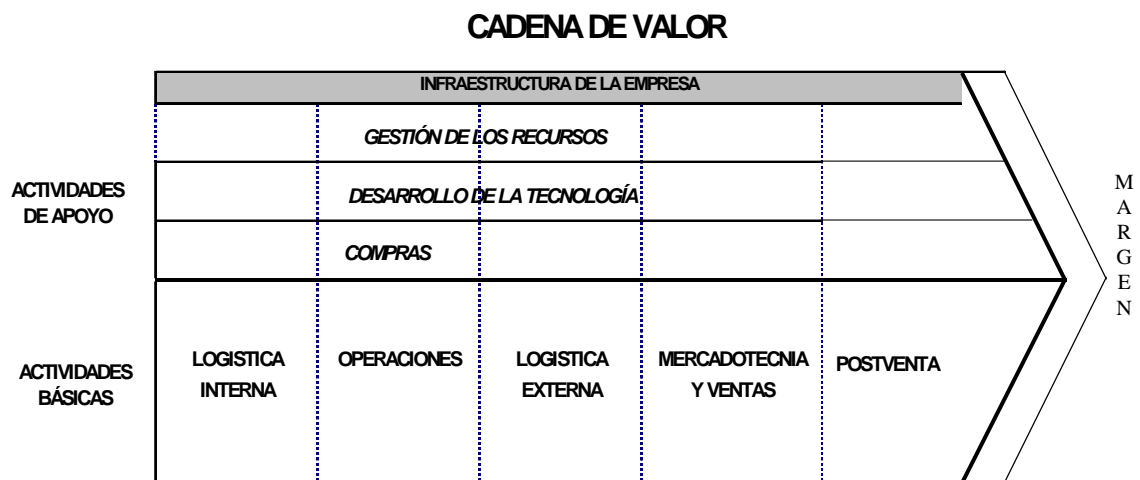 CADENA DE VALOR
INFRAESTRUCTURA DE LA EMPRESA
GESTIÓN DE LOS RECURSOS
DESARROLLO DE LA TECNOLOGÍA
COMPRAS
ACTIVIDADES
DE APOYO
ACTIVIDADES
BÁSICAS
LOGISTICA
INTERNA
OPERACIONES
LOGISTICA
EXTERNA
MERCADOTECNIA
Y VENTAS
POSTVENTA
MARGEN